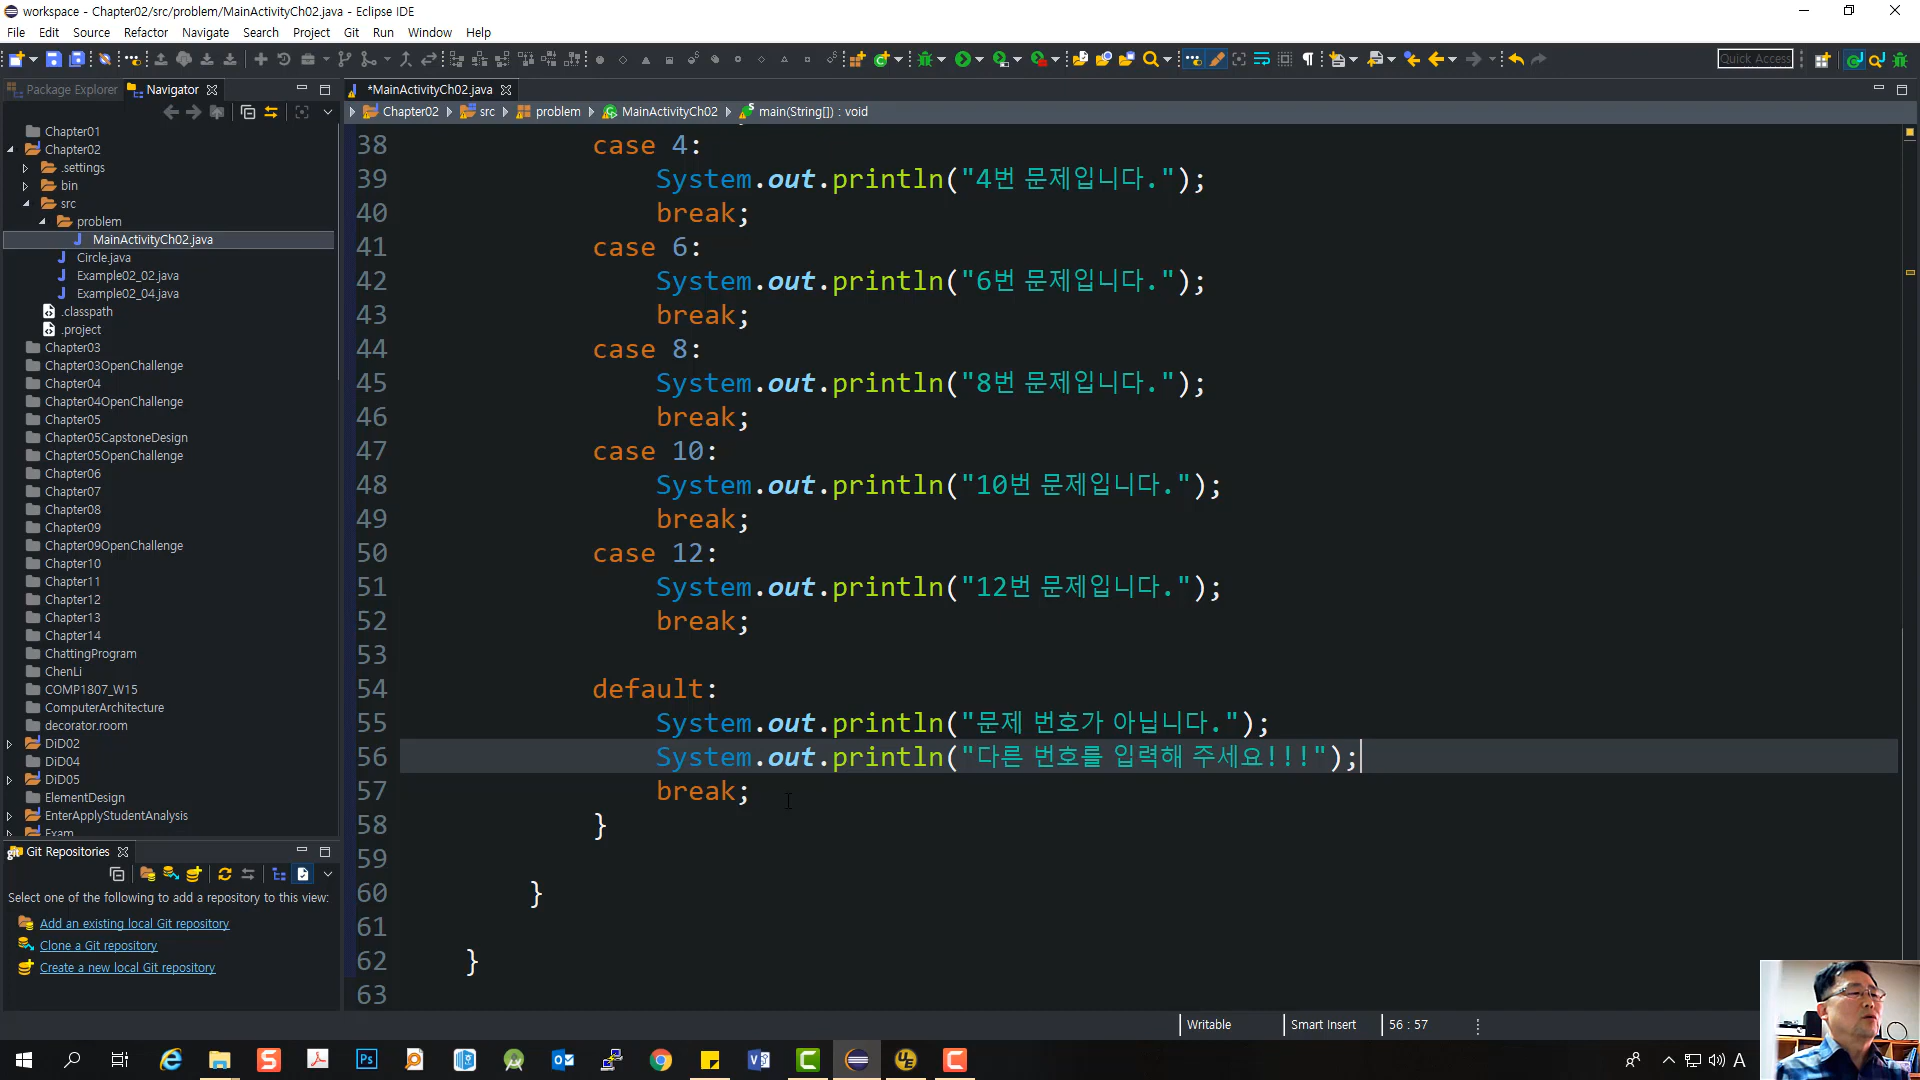 workspace - Chapter02/src/problem/MainActivityCh02.java - Eclipse IDE
File Edit Source Refactor Navigate Search Project Git Run Window Help
Quick Access
Package Explorer Navigator
*MainActivityCh02.java
Chapter02 src problem MainActivityCh02 main(String[]) : void
Chapter01
Chapter02
.settings
bin
src
problem
MainActivityCh02.java
Circle.java
Example02_02.java
Example02_04.java
.classpath
.project
Chapter03
Chapter03OpenChallenge
Chapter04
Chapter04OpenChallenge
Chapter05
Chapter05CapstoneDesign
Chapter05OpenChallenge
Chapter06
Chapter07
Chapter08
Chapter09
Chapter09OpenChallenge
Chapter10
Chapter11
Chapter12
Chapter13
Chapter14
ChattingProgram
ChenLi
COMP1807_W15
ComputerArchitecture
decorator.room
DiD02
DiD04
DiD05
ElementDesign
EnterApplyStudentAnalysis
Exam
Git Repositories
Select one of the following to add a repository to this view:
Add an existing local Git repository
Clone a Git repository
Create a new local Git repository
38 case 4:
39 System.out.println("4번 문제입니다.");
40 break;
41 case 6:
42 System.out.println("6번 문제입니다.");
43 break;
44 case 8:
45 System.out.println("8번 문제입니다.");
46 break;
47 case 10:
48 System.out.println("10번 문제입니다.");
49 break;
50 case 12:
51 System.out.println("12번 문제입니다.");
52 break;
53
54 default:
55 System.out.println("문제 번호가 아닙니다.");
56 System.out.println("다른 번호를 입력해 주세요!!!");
57 break;
58 }
59
60 }
61
62 }
63
Writable Smart Insert 56 : 57
A